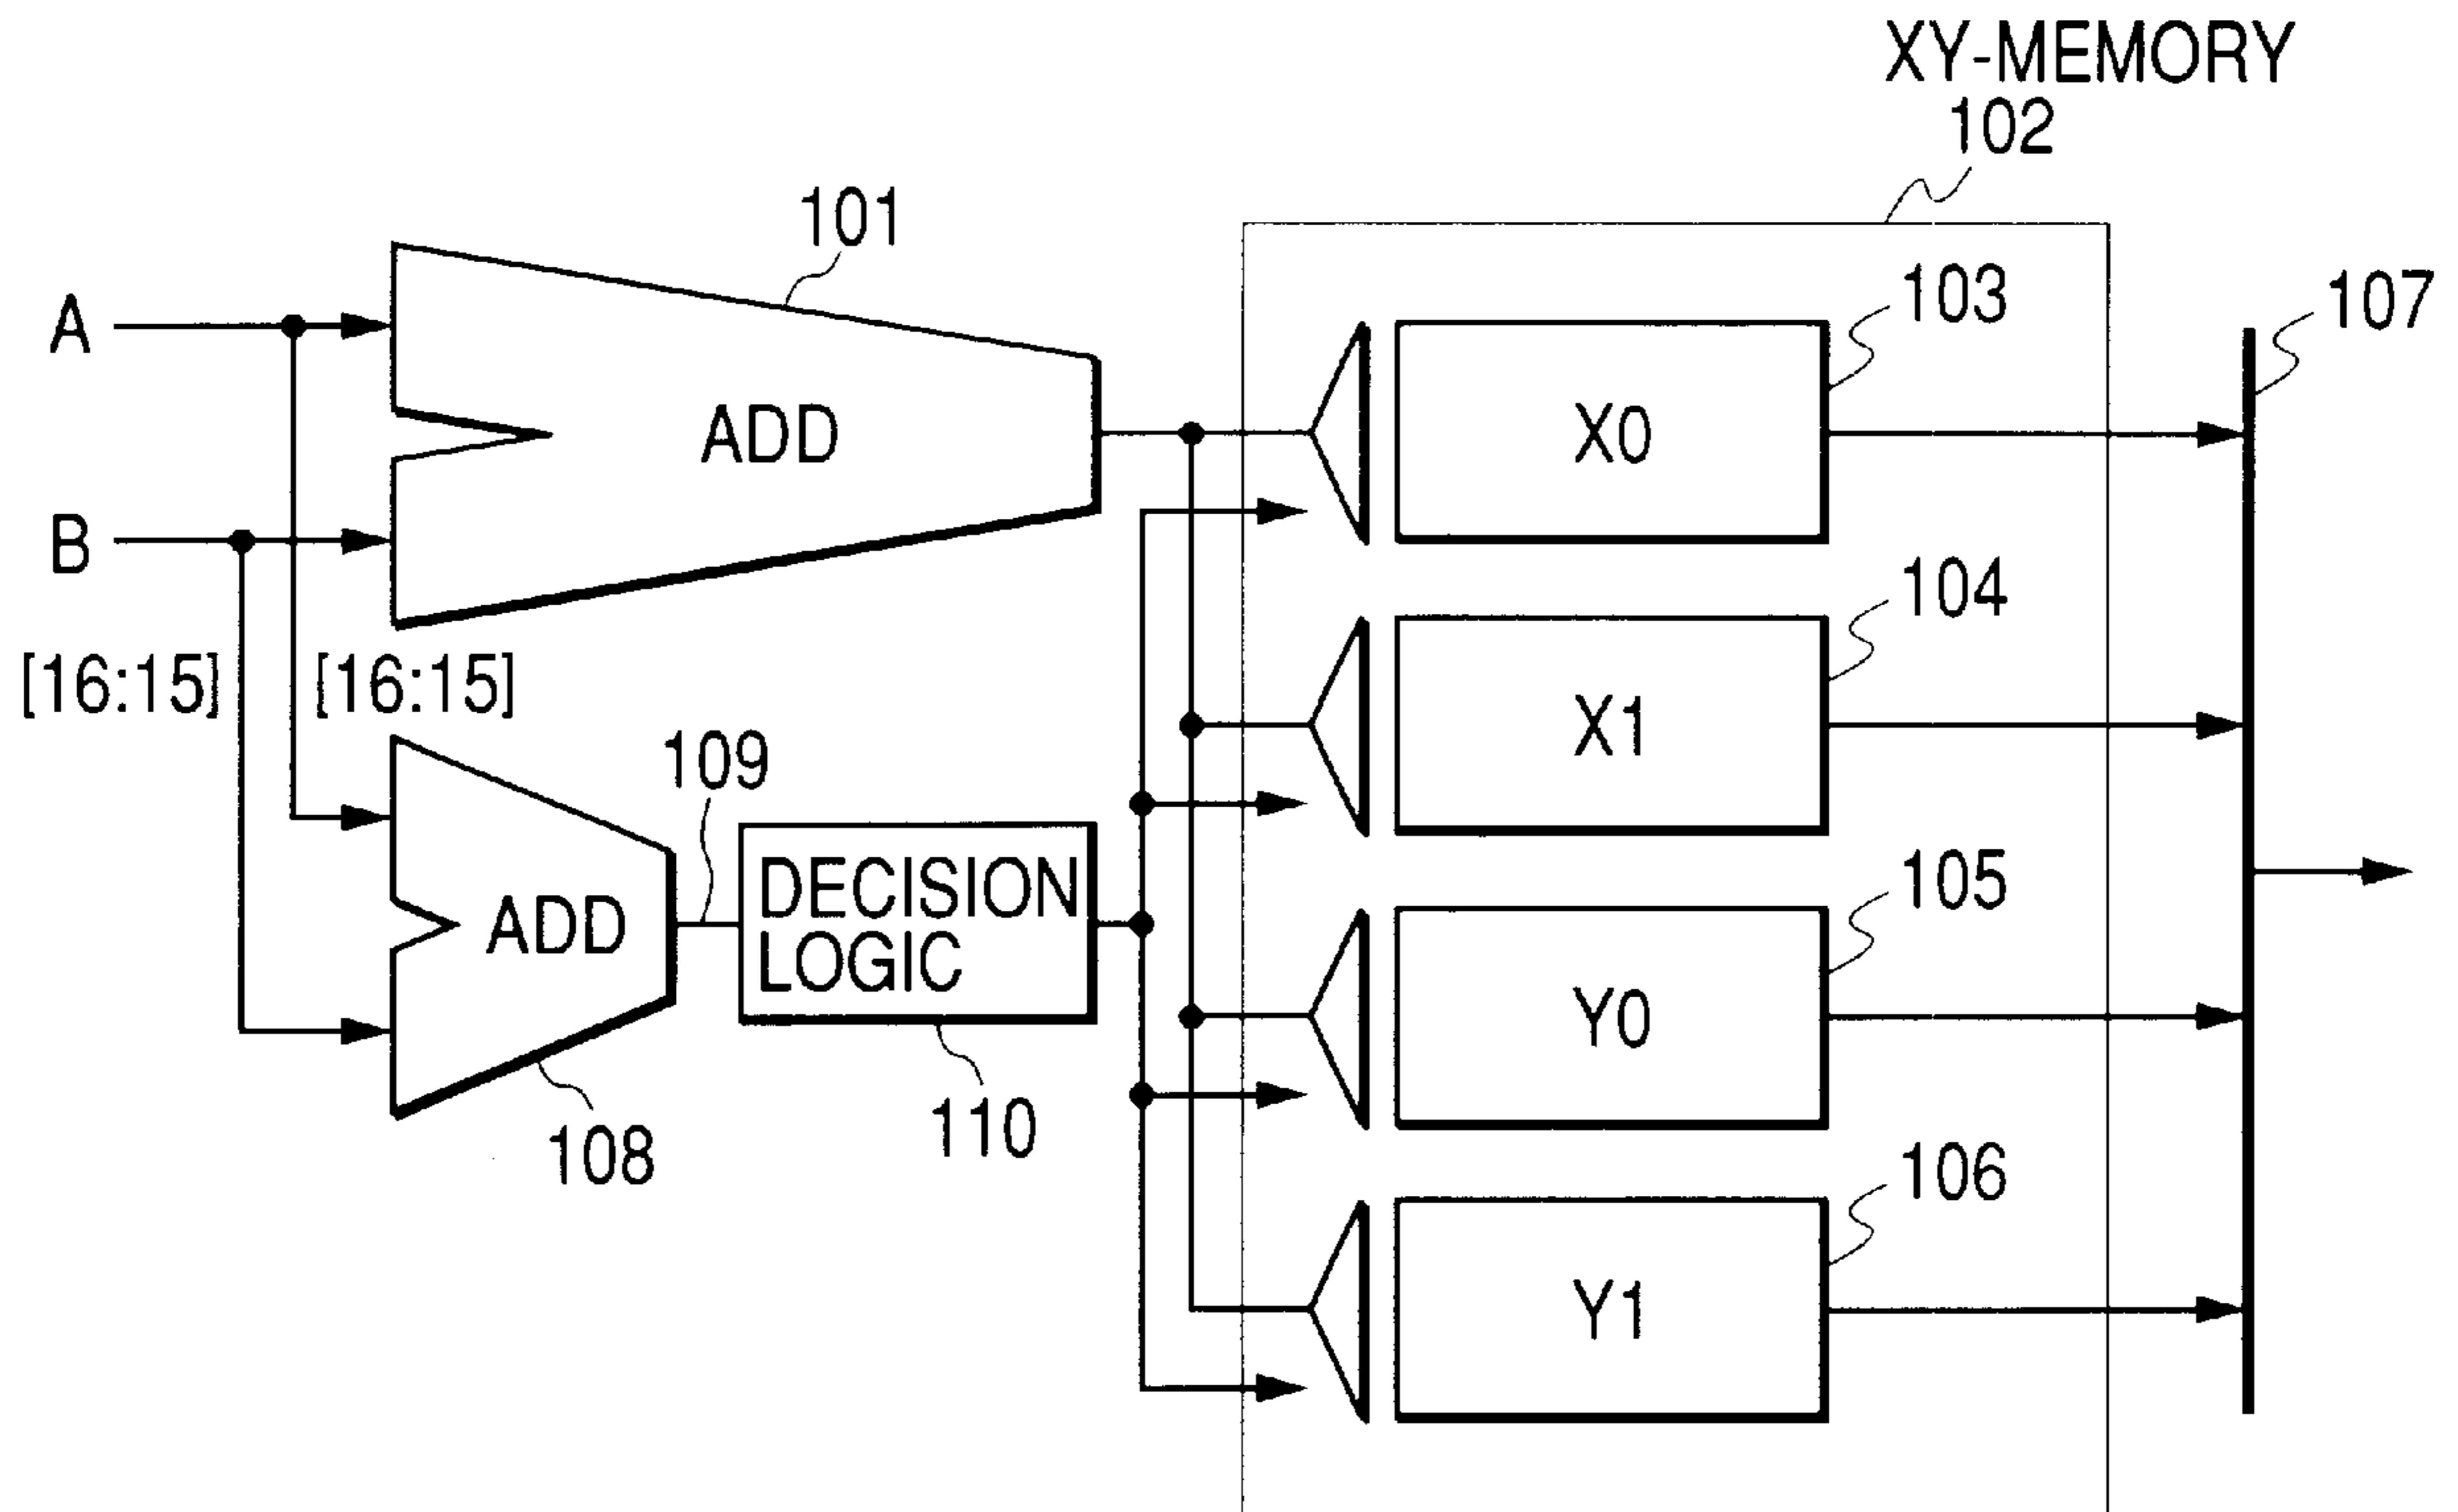 XY-MEMORY
102
101
103
107
A
ADD
X0
B
104
[16:15]
[16:15]
X1
109
105
DECISION
LOGIC
ADD
Y0
110
108
106
Y1